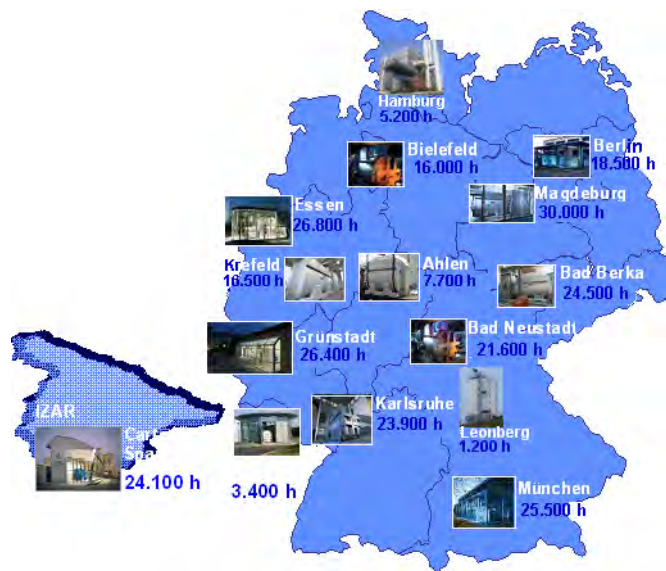 Hamburg
5.200 h
Bielefeld
16.000 h
Berlin
18.500 h
Magdeburg
30.000 h
Essen
26.800 h
Krefeld
16.500 h
Ahlen
7.700 h
Bad Berka
24.500 h
Grünstadt
26.400 h
Bad Neustadt
21.600 h
IZAR
Car
Spa
24.100 h
3.400 h
Karlsruhe
23.900 h
Leonberg
1.200 h
München
25.500 h